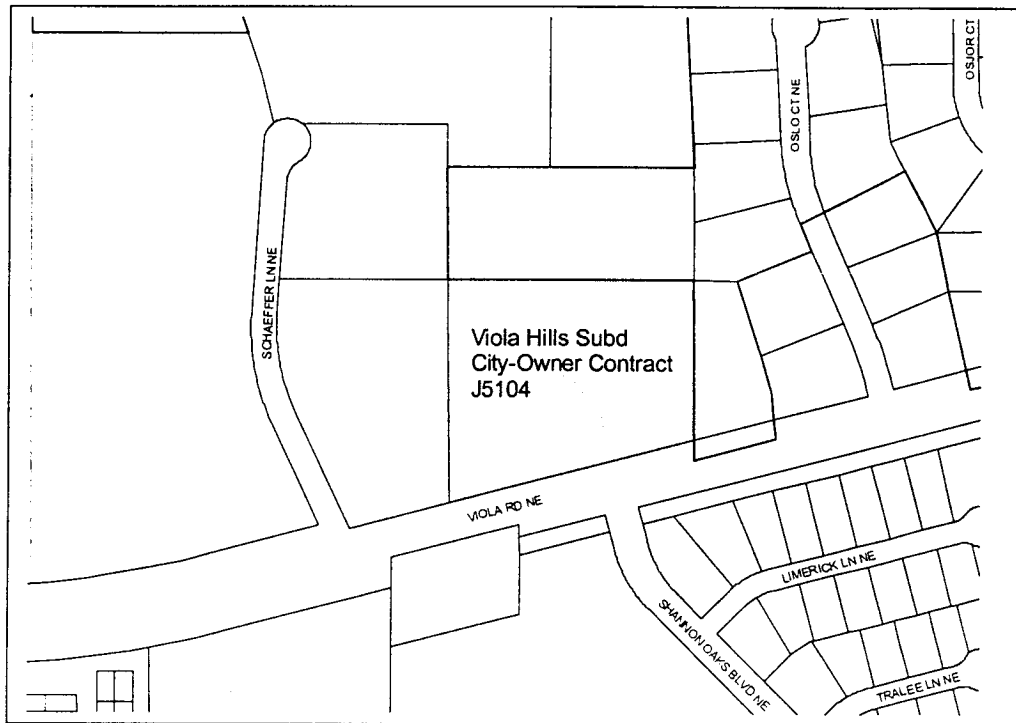 OSJOR CT
OSLO CT NE
SCHAEFFER LN NE
Viola Hills Subd
City-Owner Contract
J5104
VIOLA RD NE
LIMERICK LN NE
SHANNON OAKS BLVD NE
TRALEE LN NE